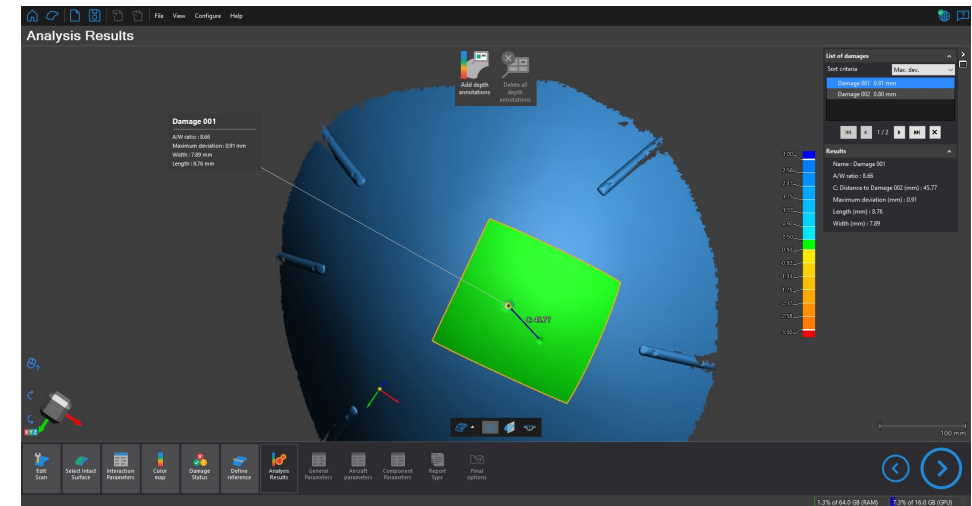 File View Configure Help
Analysis Results
Add depth
annotations
Delete all
depth
annotations
Damage 001
A/W ratio : 8.66
Maximum deviation : 0.91 mm
Width : 7.89 mm
Length : 8.76 mm
C: 45.77
List of damages
Sort criteria
Max. dev.
Damage 001 0.91 mm
Damage 002 0.80 mm
1 / 2
Results
Name : Damage 001
A/W ratio : 8.66
C: Distance to Damage 002 (mm) : 45.77
Maximum deviation (mm) : 0.91
Length (mm) : 8.76
Width (mm) : 7.89
XYZ
100 mm
Edit
Scan
Select Intact
Surface
Interaction
Parameters
Color
map
Damage
Status
Define
reference
Analysis
Results
General
Parameters
Aircraft
parameters
Component
Parameters
Report
Type
Final
options
1.3% of 64.0 GB (RAM)
7.3% of 16.0 GB (GPU)